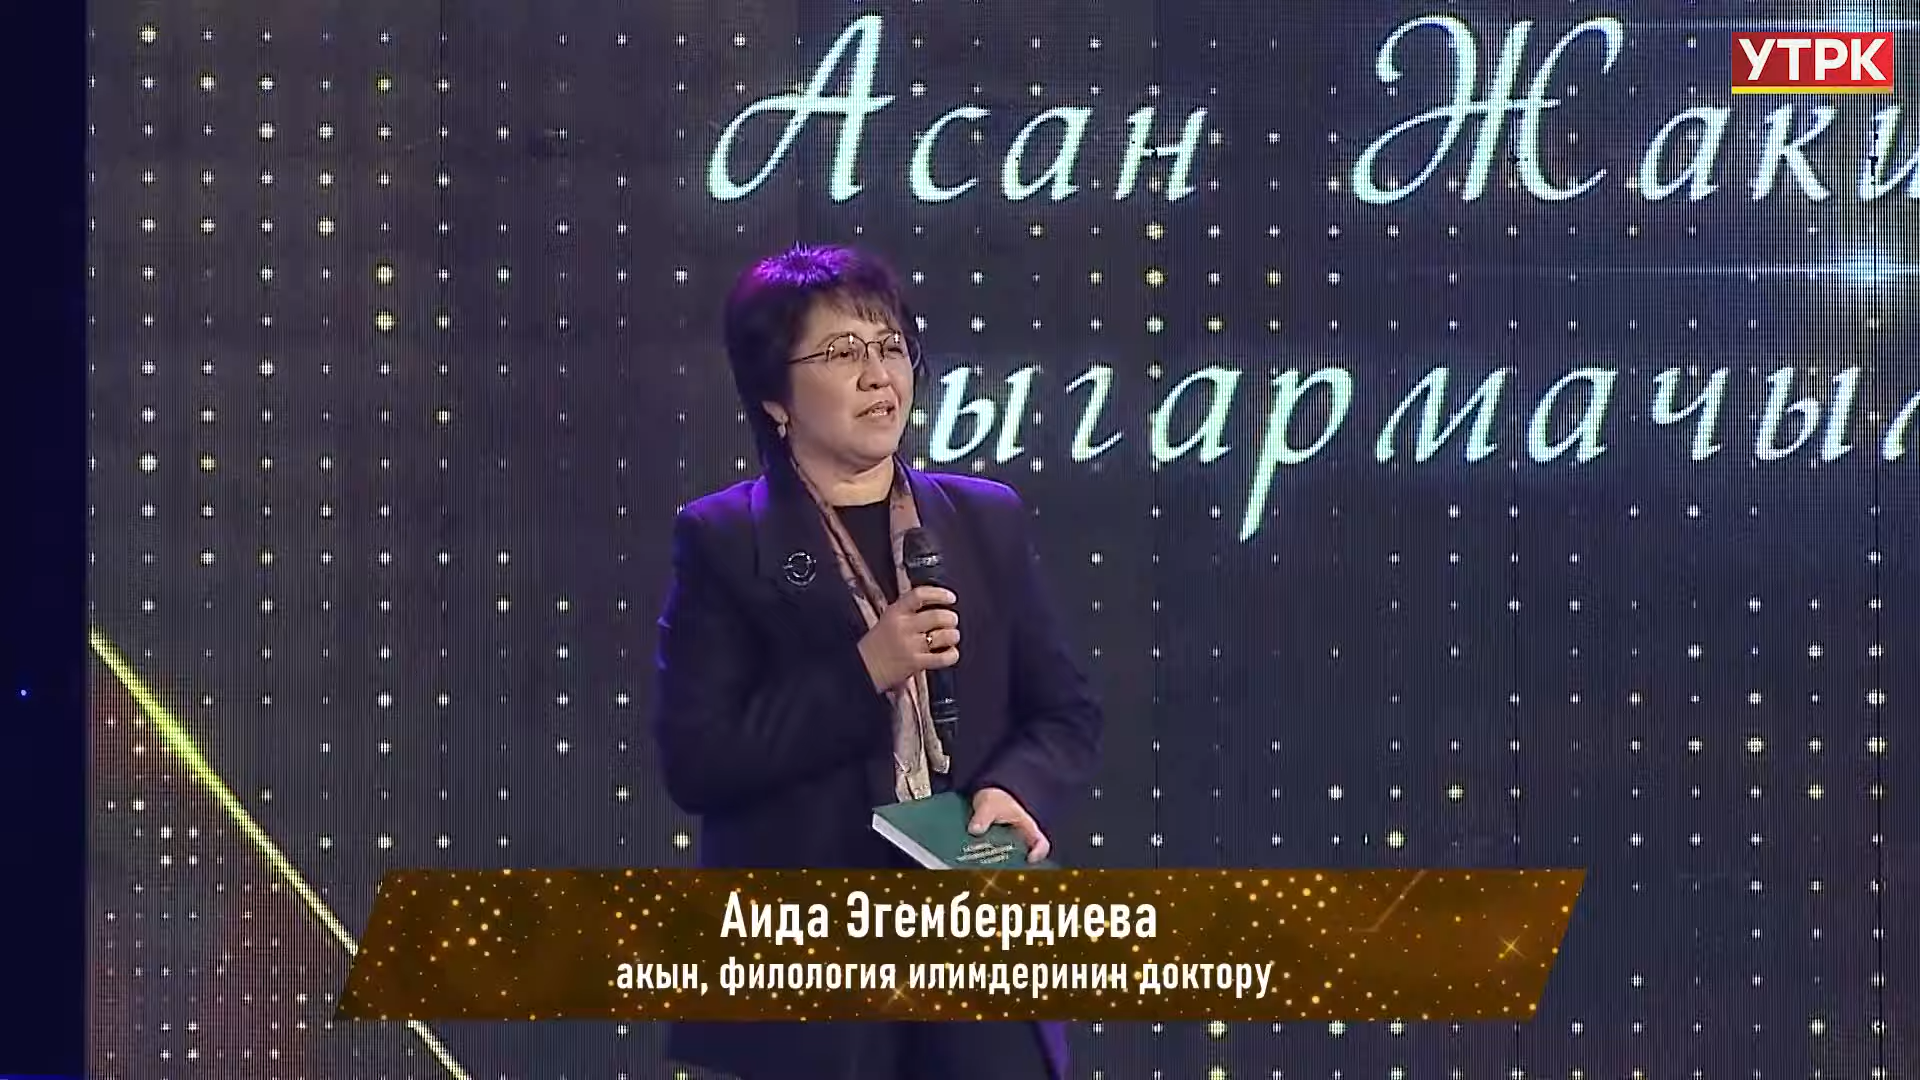 УТРК
Асан Жаки
ыгармачыл
Аида Эгембердиева
акын, филология илимдеринин доктору